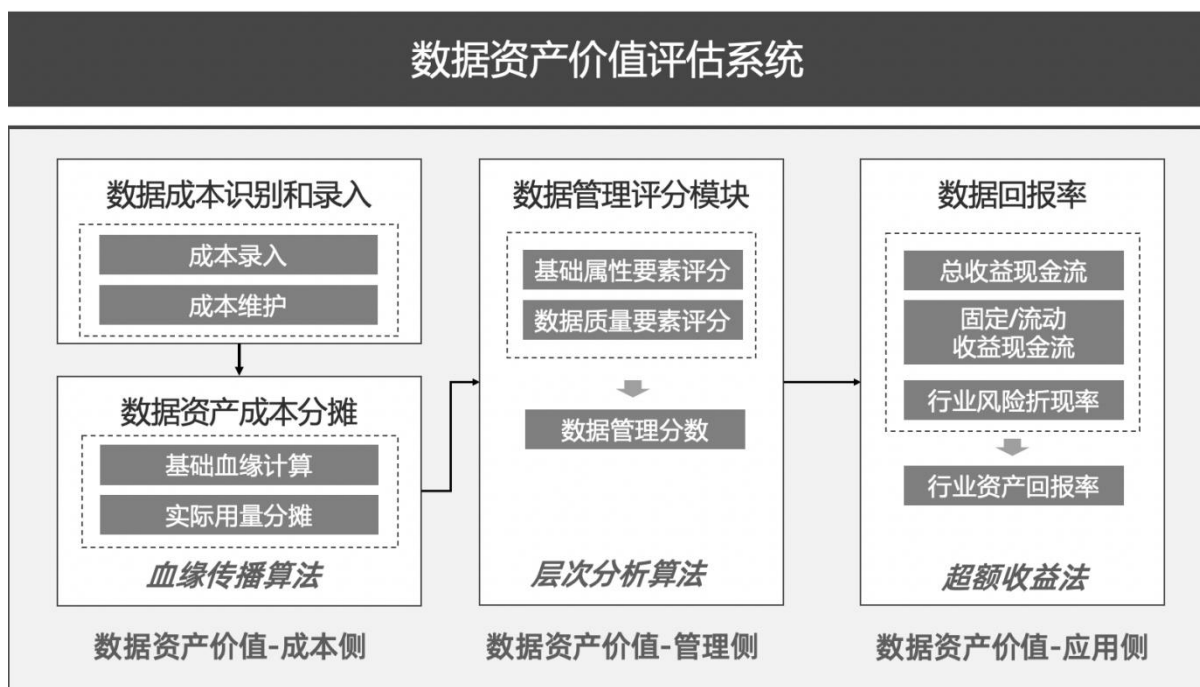 数据资产价值评估系统
数据成本识别和录入
成本录入
成本维护
数据资产成本分摊
基础血缘计算
实际用量分摊
血缘传播算法
数据资产价值-成本侧
数据管理评分模块
基础属性要素评分
数据质量要素评分
数据管理分数
层次分析算法
数据资产价值-管理侧
数据回报率
总收益现金流
固定/流动
收益现金流
行业风险折现率
行业资产回报率
超额收益法
数据资产价值-应用侧